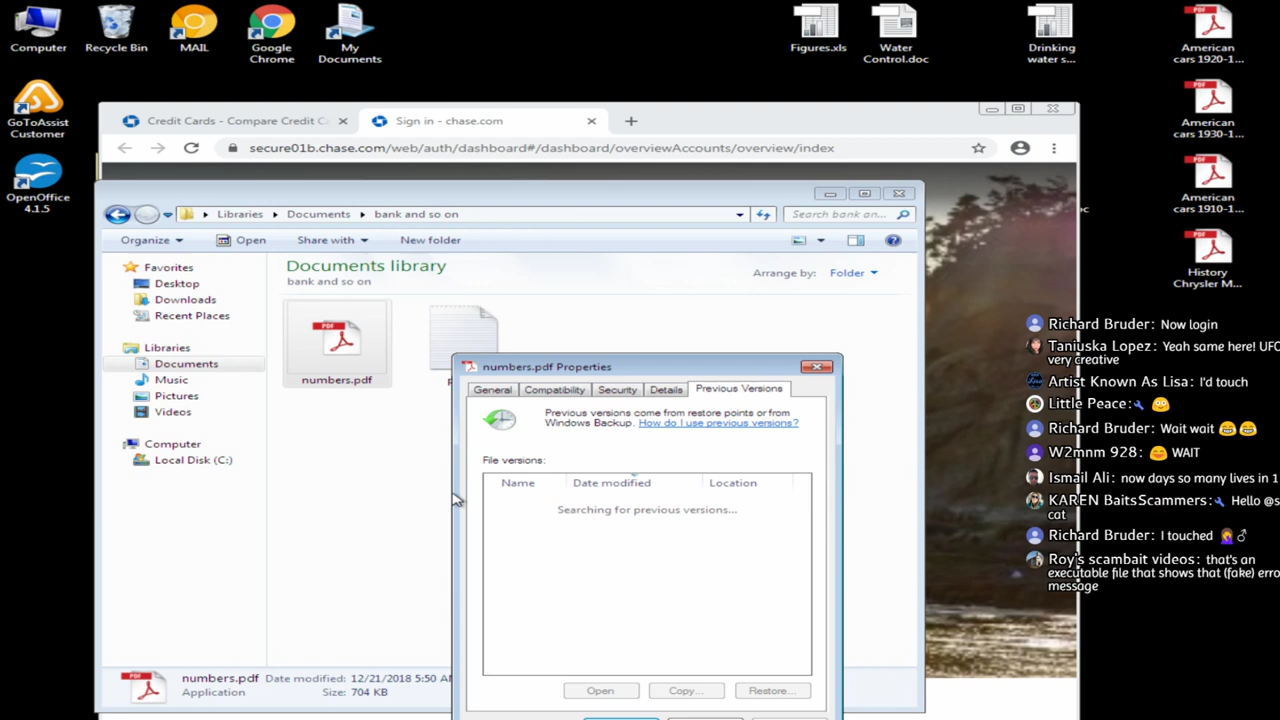 Computer
Recycle Bin
MAIL
Google
Chrome
My
Documents
Figures.xls
Water
Control.doc
Drinking
water s...
American
cars 1920-1...
GoToAssist
Customer
American
cars 1930-1...
OpenOffice
4.1.5
American
cars 1910-1...
History
Chrysler M...
Credit Cards - Compare Credit C
Sign in - chase.com
secure01b.chase.com/web/auth/dashboard#/dashboard/overviewAccounts/overview/index
Libraries
Documents
bank and so on
Search bank an...
Organize
Open
Share with
New folder
Favorites
Desktop
Downloads
Recent Places
Libraries
Documents
Music
Pictures
Videos
Computer
Local Disk (C:)
Documents library
bank and so on
Arrange by: Folder
numbers.pdf
numbers.pdf Properties
General
Compatibility
Security
Details
Previous Versions
Previous versions come from restore points or from
Windows Backup. How do I use previous versions?
File versions:
Name
Date modified
Location
Searching for previous versions...
Open
Copy...
Restore...
numbers.pdf Date modified: 12/21/2018 5:50 AM
Application Size: 704 KB
Richard Bruder: Now login
Taniuska Lopez: Yeah same here! UFO
very creative
Artist Known As Lisa: I'd touch
Little Peace:
Richard Bruder: Wait wait
W2mnm 928: WAIT
Ismail Ali: now days so many lives in 1
KAREN BaitsScammers: Hello @s
cat
Richard Bruder: I touched
Roy's scambait videos: that's an
executable file that shows that (fake) erro
message